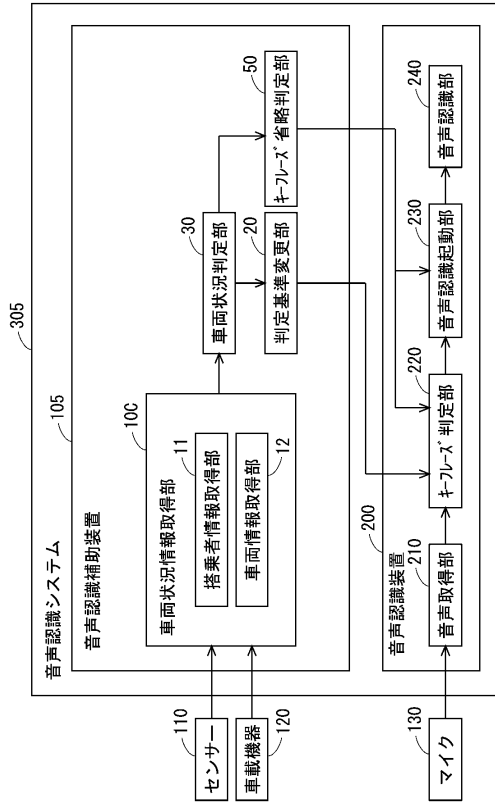 305
音声認識システム
105
音声認識補助装置
10C
車両状況情報取得部
11
搭乗者情報取得部
12
車両情報取得部
30
車両状況判定部
20
判定基準変更部
50
キーフレーズ省略判定部
110
センサー
120
車載機器
130
マイク
200
音声認識装置
210
音声取得部
220
キーフレーズ判定部
230
音声認識起動部
240
音声認識部